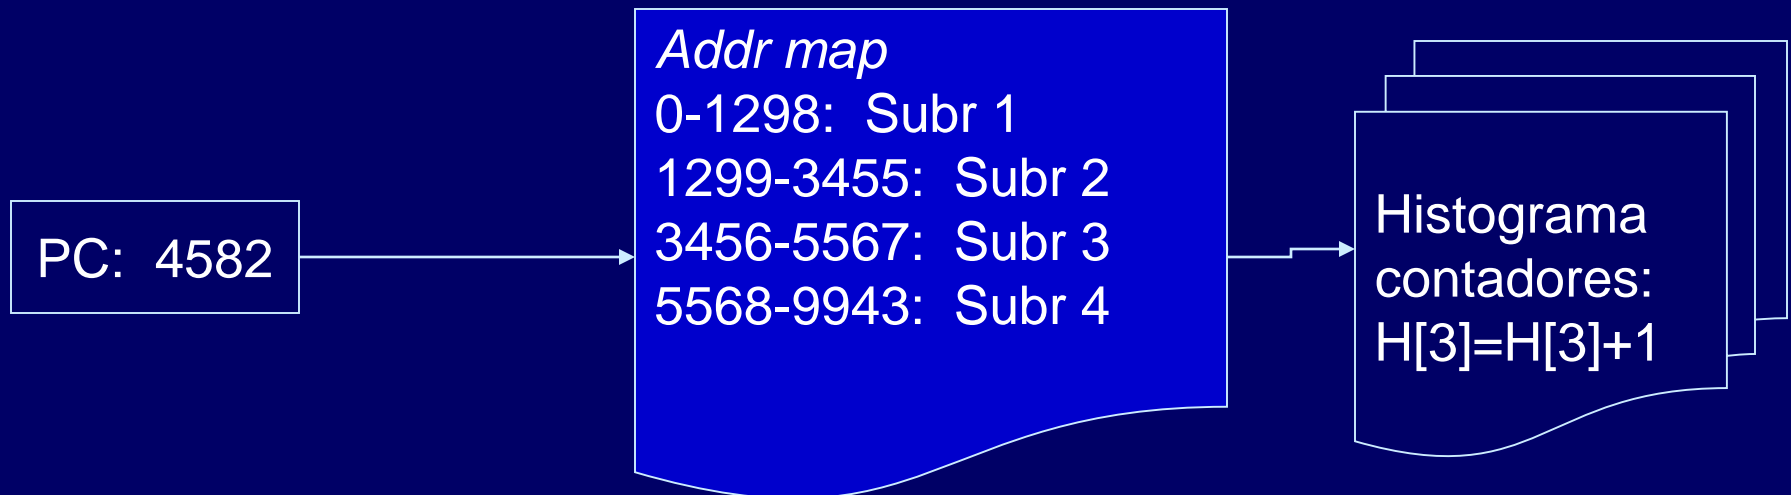 PC: 4582
Addr map
0-1298: Subr 1
1299-3455: Subr 2
3456-5567: Subr 3
5568-9943: Subr 4
Histograma
contadores:
H[3]=H[3]+1